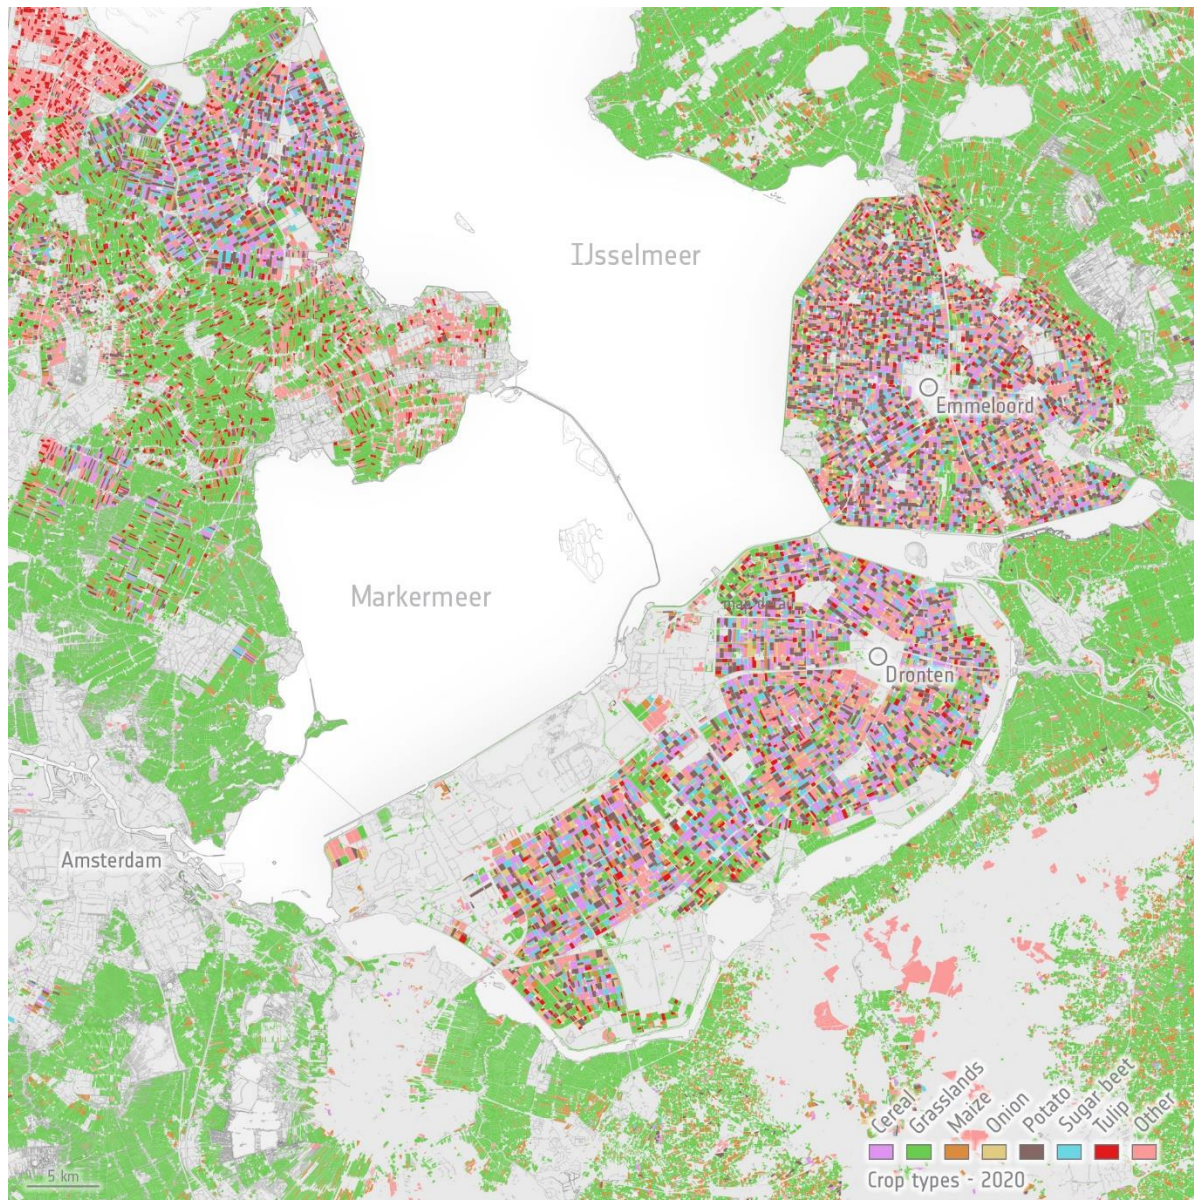 IJsselmeer
Emmeloord
Markermeer
Dronten
Amsterdam
Cereal
Grasslands
Maize
Onion
Potato
Sugar beet
Tulip
Other
5 km
Crop types - 2020